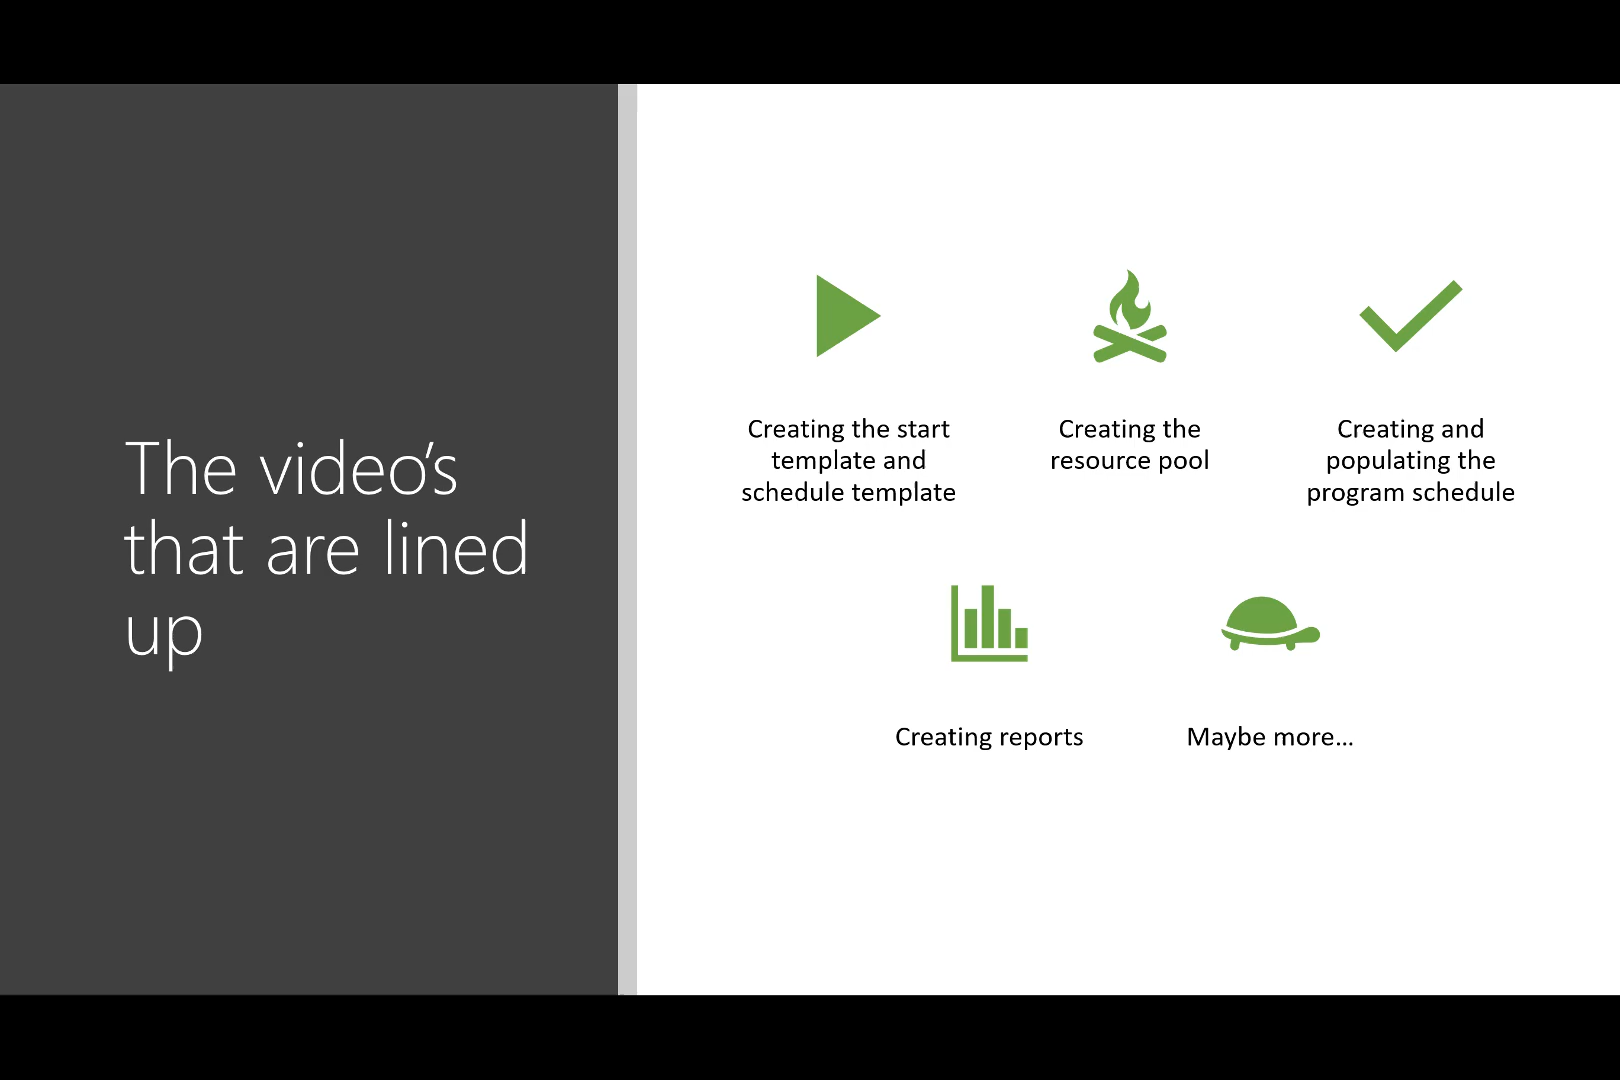 The video's
that are lined
up
Creating the start
template and
schedule template
Creating the
resource pool
Creating and
populating the
program schedule
Creating reports
Maybe more...